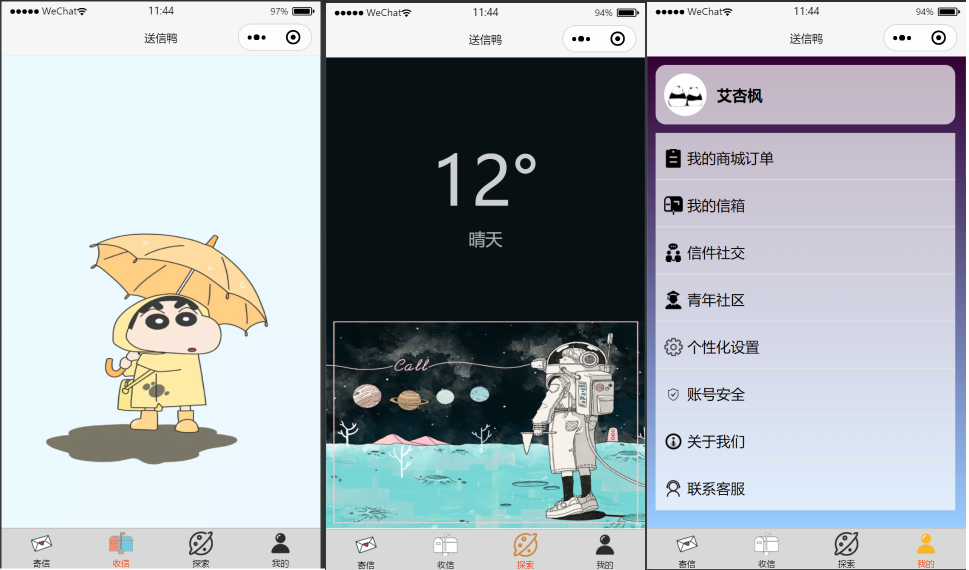 ●●●●● WeChat 11:44 97%
送信鸭
寄信
收信
探索
我的
●●●●● WeChat 11:44 94%
送信鸭
12°
晴天
Call
寄信
收信
探索
我的
●●●●● WeChat 11:44 94%
送信鸭
艾杏枫
我的商城订单
我的信箱
信件社交
青年社区
个性化设置
账号安全
关于我们
联系客服
寄信
收信
探索
我的